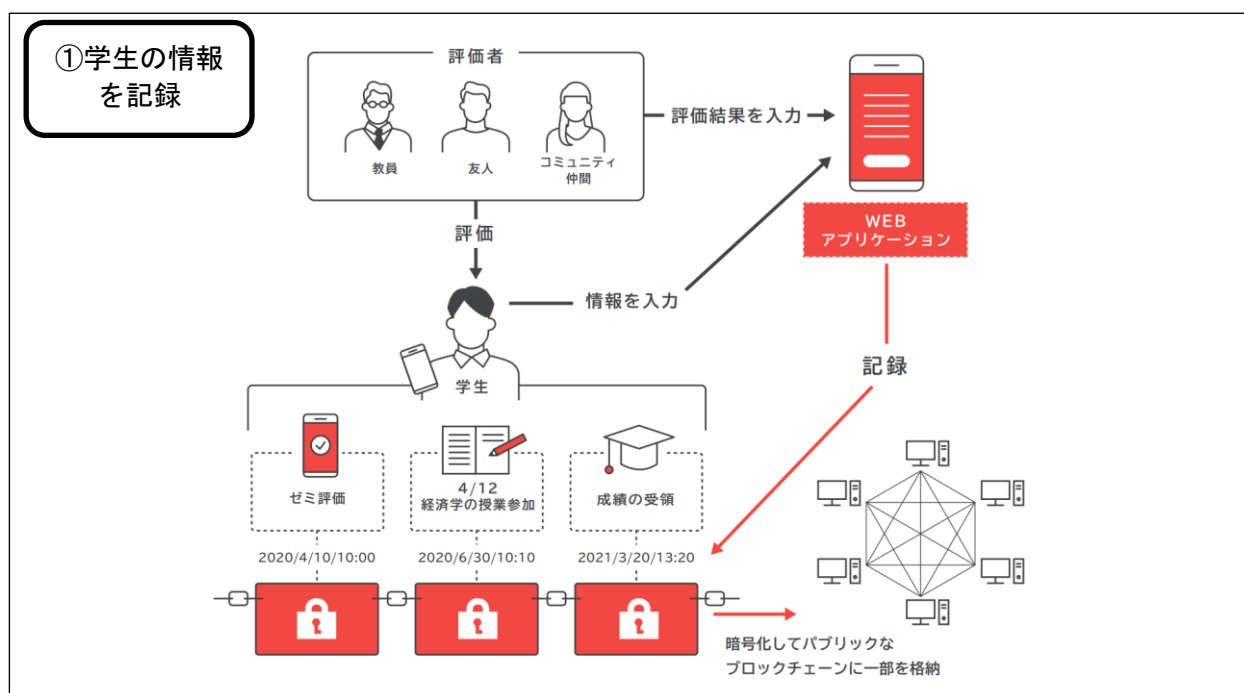 ①学生の情報
を記録
評価者
教員
友人
コミュニティ
仲間
評価結果を入力
WEB
アプリケーション
評価
情報を入力
学生
記録
ゼミ評価
4/12
経済学の授業参加
成績の受領
2020/4/10/10:00
2020/6/30/10:10
2021/3/20/13:20
暗号化してパブリックな
ブロックチェーンに一部を格納